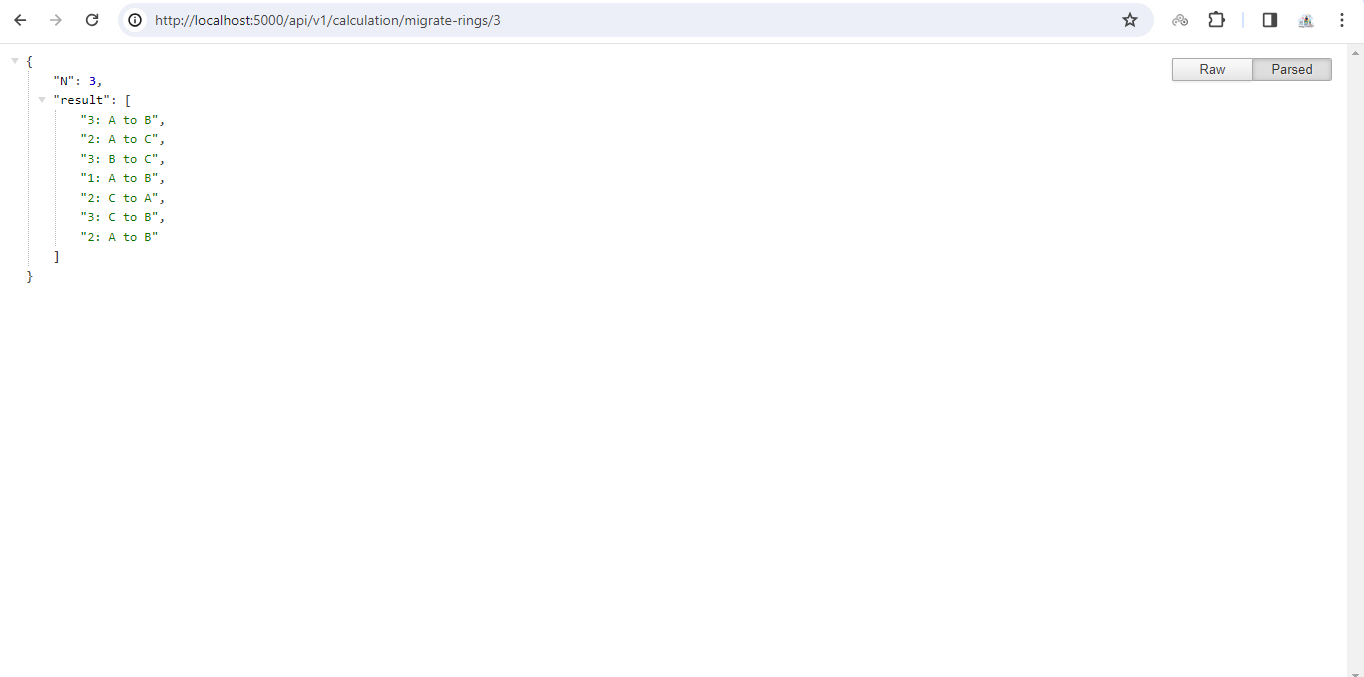 http://localhost:5000/api/v1/calculation/migrate-rings/3
Raw Parsed
{
"N": 3,
"result": [
"3: A to B",
"2: A to C",
"3: B to C",
"1: A to B",
"2: C to A",
"3: C to B",
"2: A to B"
]
}